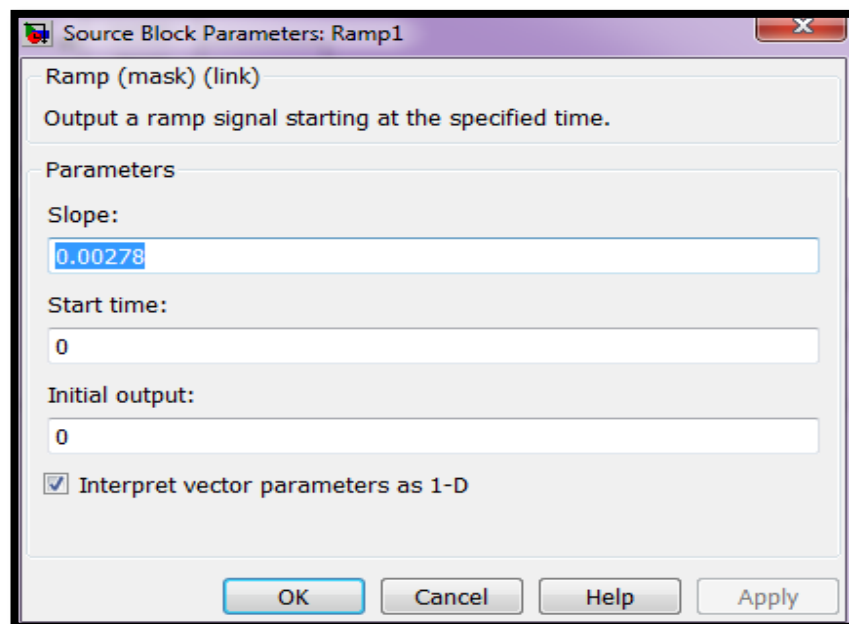 Source Block Parameters: Ramp1
Ramp (mask) (link)
Output a ramp signal starting at the specified time.
Parameters
Slope:
0.00278
Start time:
0
Initial output:
0
Interpret vector parameters as 1-D
OK Cancel Help Apply